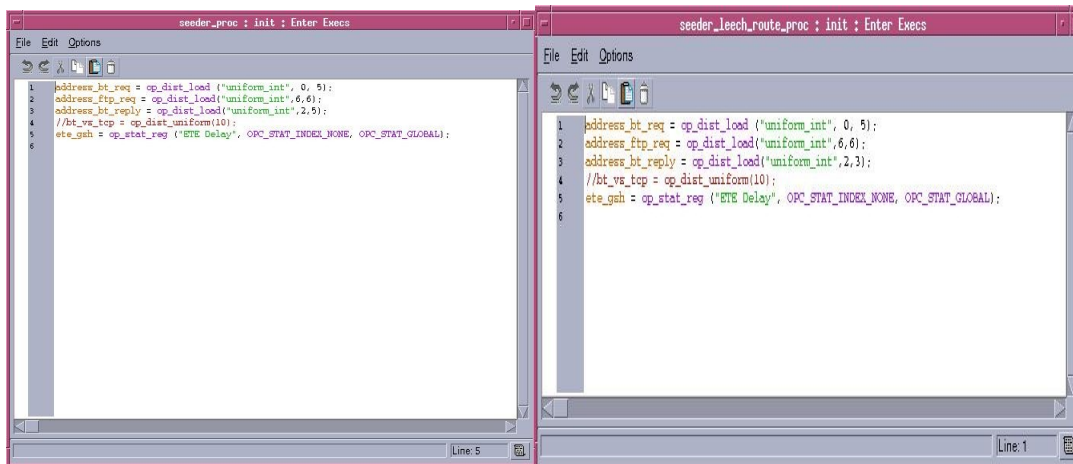 seeder_proc : init : Enter Execs
File Edit Options
1 address_bt_req = op_dist_load ("uniform_int", 0, 5);
2 address_ftp_req = op_dist_load("uniform_int",6,6);
3 address_bt_reply = op_dist_load("uniform_int",2,5);
4 //bt_vs_tcp = op_dist_uniform(10);
5 ete_gsh = op_stat_reg ("ETE Delay", OPC_STAT_INDEX_NONE, OPC_STAT_GLOBAL);
6
Line: 5
seeder_leech_route_proc : init : Enter Execs
File Edit Options
1 address_bt_req = op_dist_load ("uniform_int", 0, 5);
2 address_ftp_req = op_dist_load("uniform_int",6,6);
3 address_bt_reply = op_dist_load("uniform_int",2,3);
4 //bt_vs_tcp = op_dist_uniform(10);
5 ete_gsh = op_stat_reg ("ETE Delay", OPC_STAT_INDEX_NONE, OPC_STAT_GLOBAL);
6
Line: 1